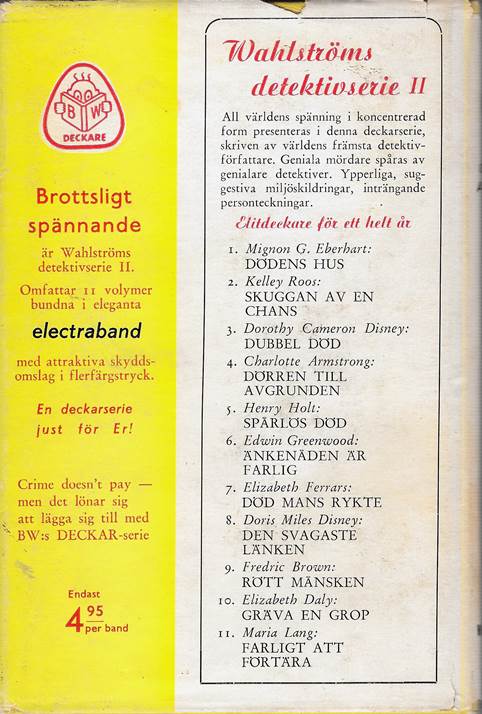 B W
DECKARE
Brottsligt
spännande
är Wahlströms
detektivserie II.
Omfattar 11 volymer
bundna i eleganta
electraband
med attraktiva skydds-
omslag i flerfärgstryck.
En deckarserie
just för Er!
Crime doesn't pay —
men det lönar sig
att lägga sig till med
BW:s DECKAR-serie
Endast
4 95
per band
Wahlströms
detektivserie II
All världens spänning i koncentrerad
form presenteras i denna deckarserie,
skriven av världens främsta detektiv-
författare. Geniala mördare spåras av
genialare detektiver. Ypperliga, sug-
gestiva miljöskildringar, inträngande
personteckningar.
Elitdeckare för ett helt år
1. Mignon G. Eberhart:
DÖDENS HUS
2. Kelley Roos:
SKUGGAN AV EN
CHANS
3. Dorothy Cameron Disney:
DUBBEL DÖD
4. Charlotte Armstrong:
DÖRREN TILL
AVGRUNDEN
5. Henry Holt:
SPÅRLÖS DÖD
6. Edwin Greenwood:
ÄNKENÅDEN ÄR
FARLIG
7. Elizabeth Ferrars:
DÖD MANS RYKTE
8. Doris Miles Disney:
DEN SVAGASTE
LÄNKEN
9. Fredric Brown:
RÖTT MÅNSKEN
10. Elizabeth Daly:
GRÄVA EN GROP
11. Maria Lang:
FARLIGT ATT
FÖRTÄRA